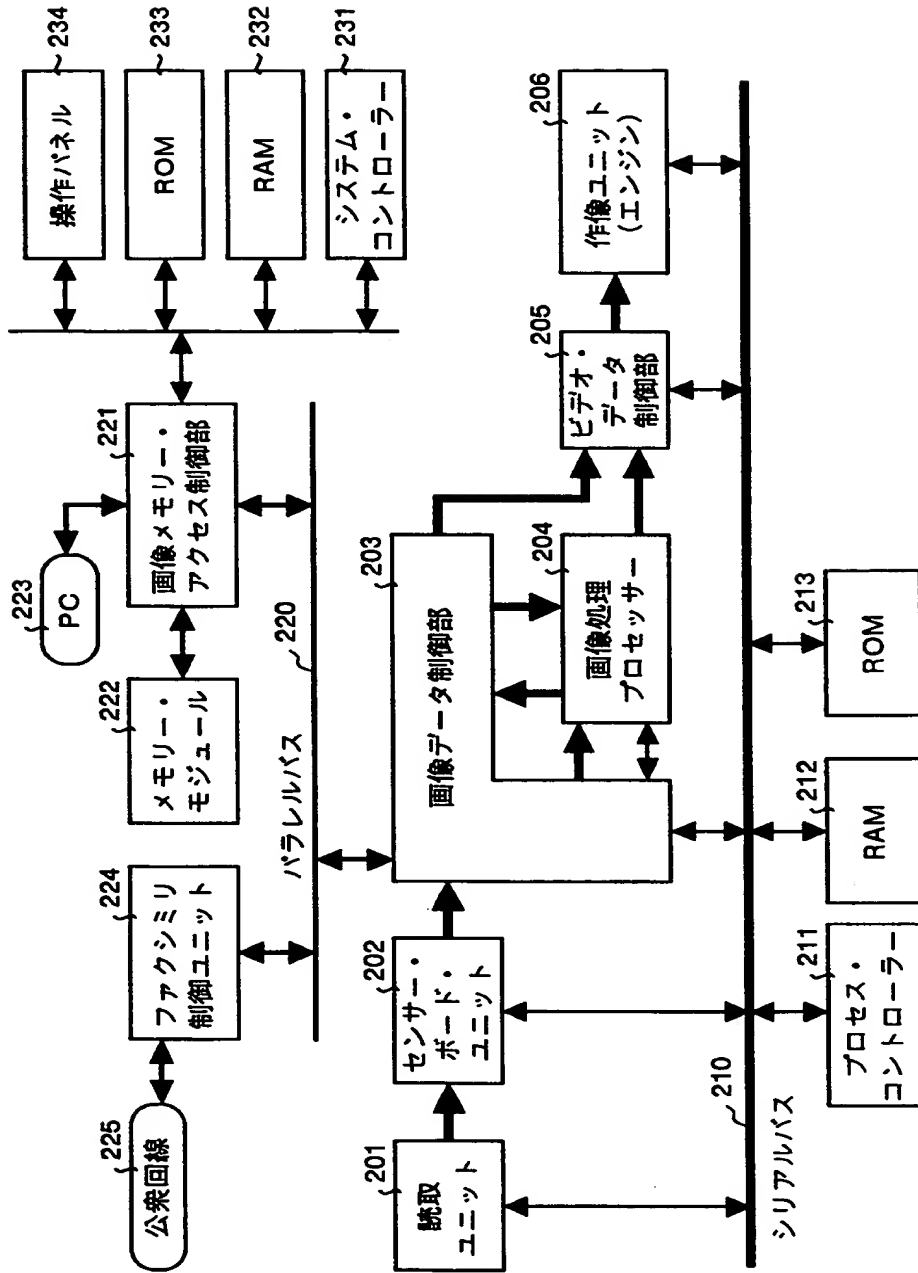 公衆回線
225
ファクシミリ
制御ユニット
224
メモリー・
モジュール
222
PC
223
画像メモリー・
アクセス制御部
221
操作パネル
234
ROM
233
RAM
232
システム・
コントローラー
231
パラレルバス
220
読取
ユニット
201
センサー・
ボード・
ユニット
202
画像データ制御部
203
画像処理
プロセッサー
204
ビデオ・
データ
制御部
205
作像ユニット
(エンジン)
206
シリアルバス
210
プロセス・
コントローラー
211
RAM
212
ROM
213